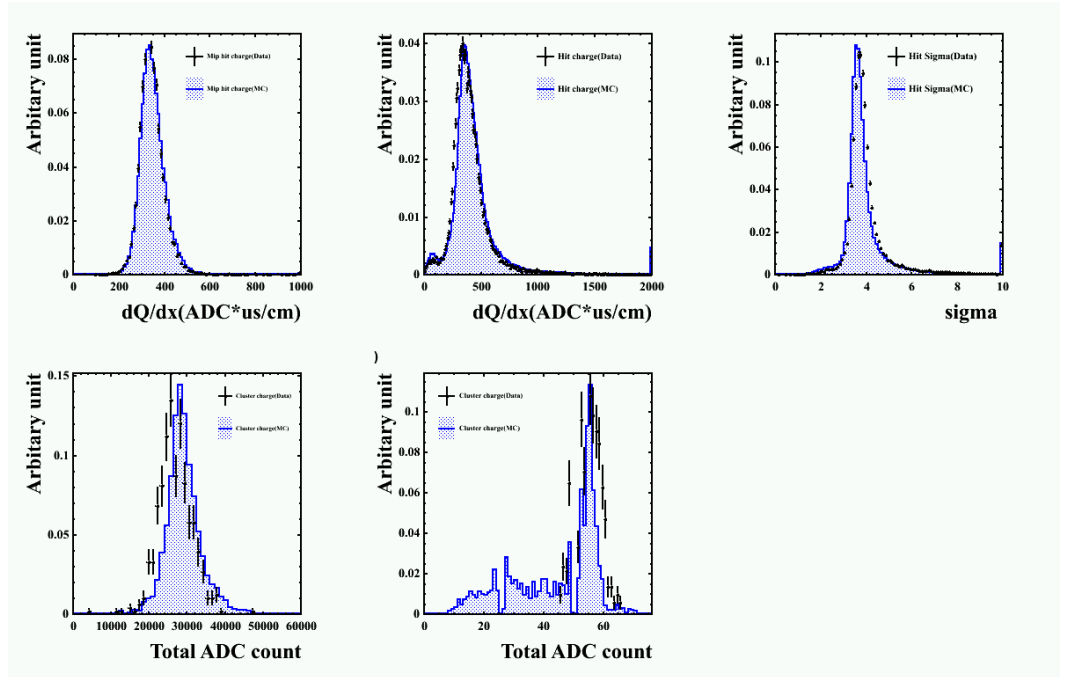 Arbitary unit
0.08
0.06
0.04
0.02
0
Mip hit charge(Data)
Mip hit charge(MC)
0 200 400 600 800 1000
dQ/dx(ADC*us/cm)
Arbitary unit
0.04
0.03
0.02
0.01
0
Hit charge(Data)
Hit charge(MC)
0 500 1000 1500 2000
dQ/dx(ADC*us/cm)
Arbitary unit
0.1
0.08
0.06
0.04
0.02
0
Hit Sigma(Data)
Hit Sigma(MC)
0 2 4 6 8 10
sigma
Arbitary unit
0.15
0.1
0.05
0
Cluster charge(Data)
Cluster charge(MC)
0 10000 20000 30000 40000 50000 60000
Total ADC count
)
Arbitary unit
0.1
0.08
0.06
0.04
0.02
0
Cluster charge(Data)
Cluster charge(MC)
0 20 40 60
Total ADC count